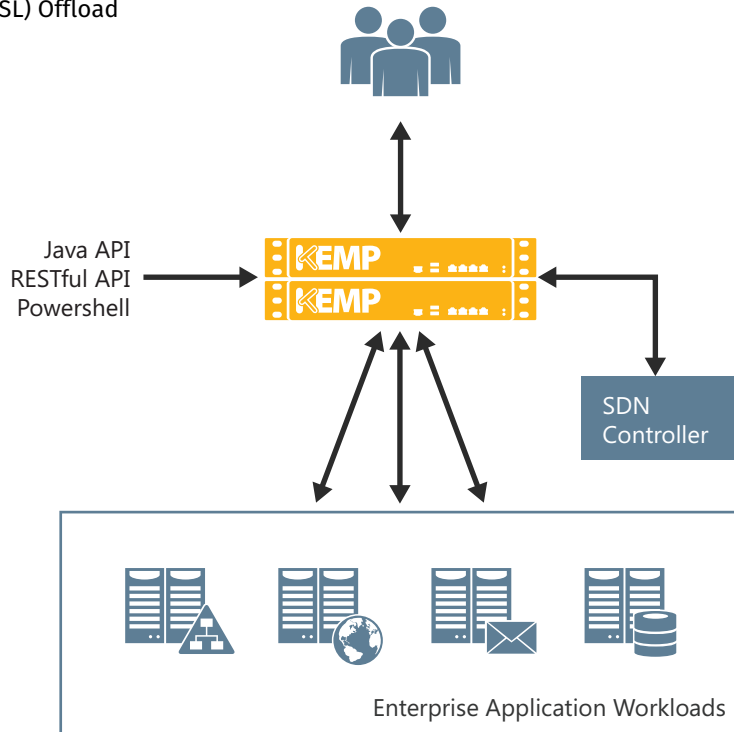 SL) Offload
Java API
RESTful API
Powershell
KEMP
KEMP
SDN
Controller
Enterprise Application Workloads